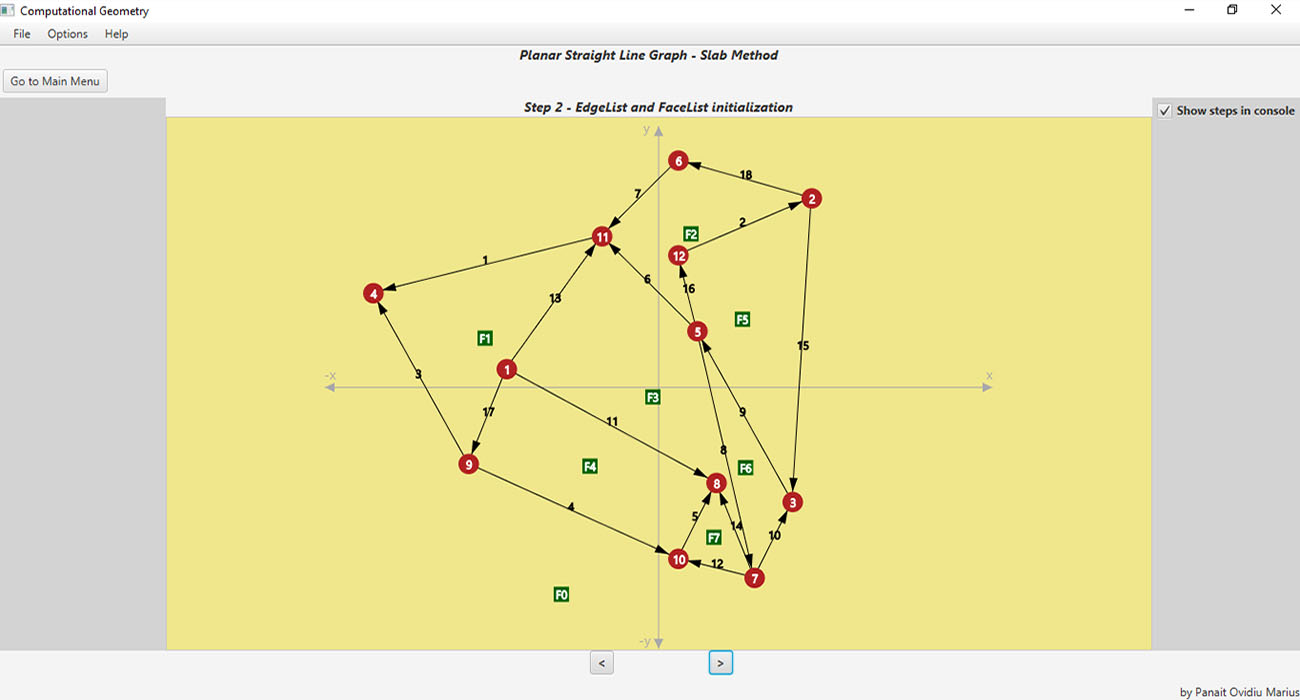 Computational Geometry
File Options Help
Planar Straight Line Graph - Slab Method
Go to Main Menu
Step 2 - EdgeList and FaceList initialization
Show steps in console
y
6
18
7
2
2
F2
11
12
1
6
16
4
13
F5
5
F1
15
1
3
-x
x
F3
17
9
11
8
9
F4
F6
8
3
4
5
14
10
F7
10
12
7
F0
-y
< >
by Panait Ovidiu Marius